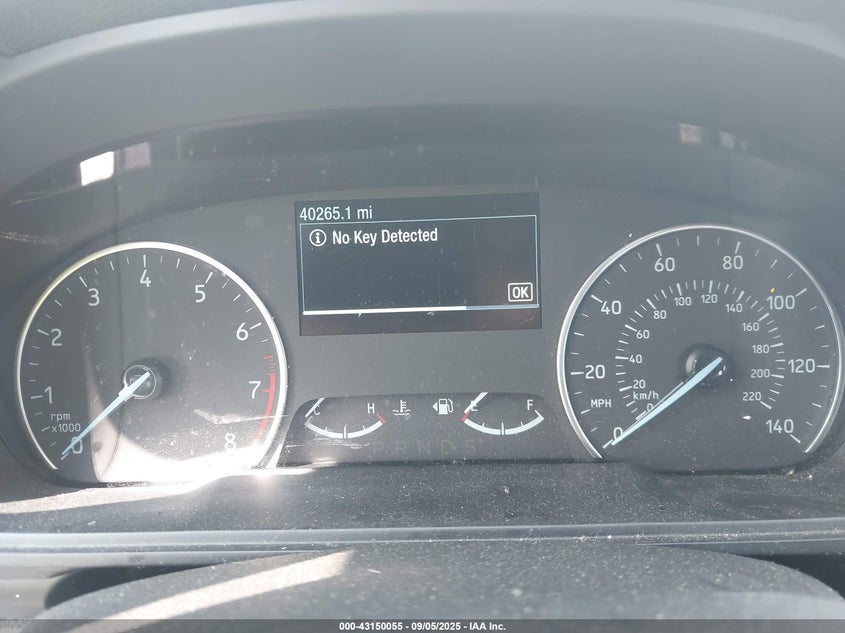 40265.1 mi
No Key Detected
OK
0 1 2 3 4 5 6 7 8
rpm
x1000
C H
E F
P R N D S
0 20 40 60 80 100 120 140
MPH
0 20 40 60 80 100 120 140 160 180 200 220
km/h
000-43150055 - 09/05/2025 - IAA Inc.